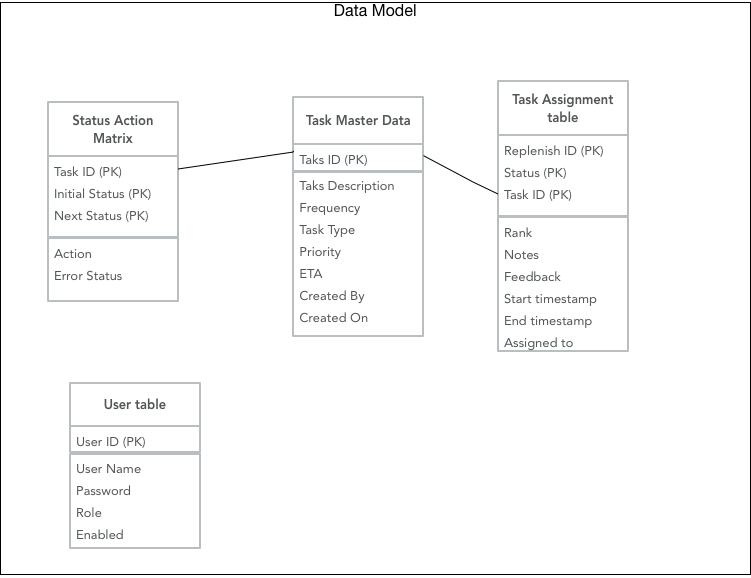 Data Model
Status Action
Matrix
Task ID (PK)
Initial Status (PK)
Next Status (PK)
Action
Error Status
Task Master Data
Taks ID (PK)
Taks Description
Frequency
Task Type
Priority
ETA
Created By
Created On
Task Assignment
table
Replenish ID (PK)
Status (PK)
Task ID (PK)
Rank
Notes
Feedback
Start timestamp
End timestamp
Assigned to
User table
User ID (PK)
User Name
Password
Role
Enabled